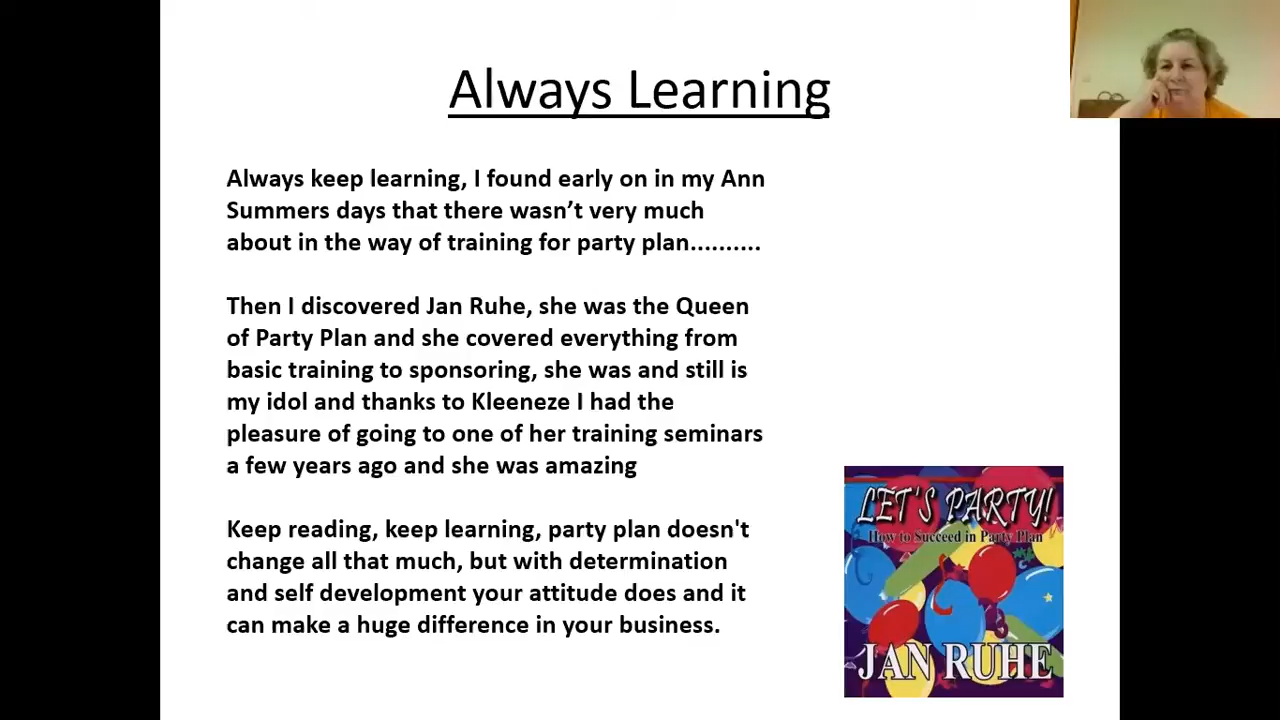 Always Learning
Always keep learning, I found early on in my Ann
Summers days that there wasn’t very much
about in the way of training for party plan..........
Then I discovered Jan Ruhe, she was the Queen
of Party Plan and she covered everything from
basic training to sponsoring, she was and still is
my idol and thanks to Kleeneze I had the
pleasure of going to one of her training seminars
a few years ago and she was amazing
Keep reading, keep learning, party plan doesn't
change all that much, but with determination
and self development your attitude does and it
can make a huge difference in your business.
LET'S PARTY!
How to Succeed in Party Plan
JAN RUHE